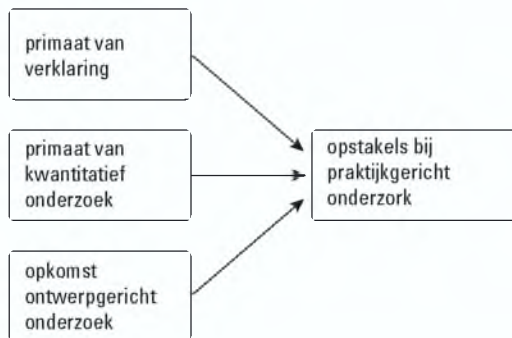 primaat van
verklaring
primaat van
kwantitatief
onderzoek
opkomst
ontwerpgericht
onderzoek
opstakels bij
praktijkgericht
onderzork